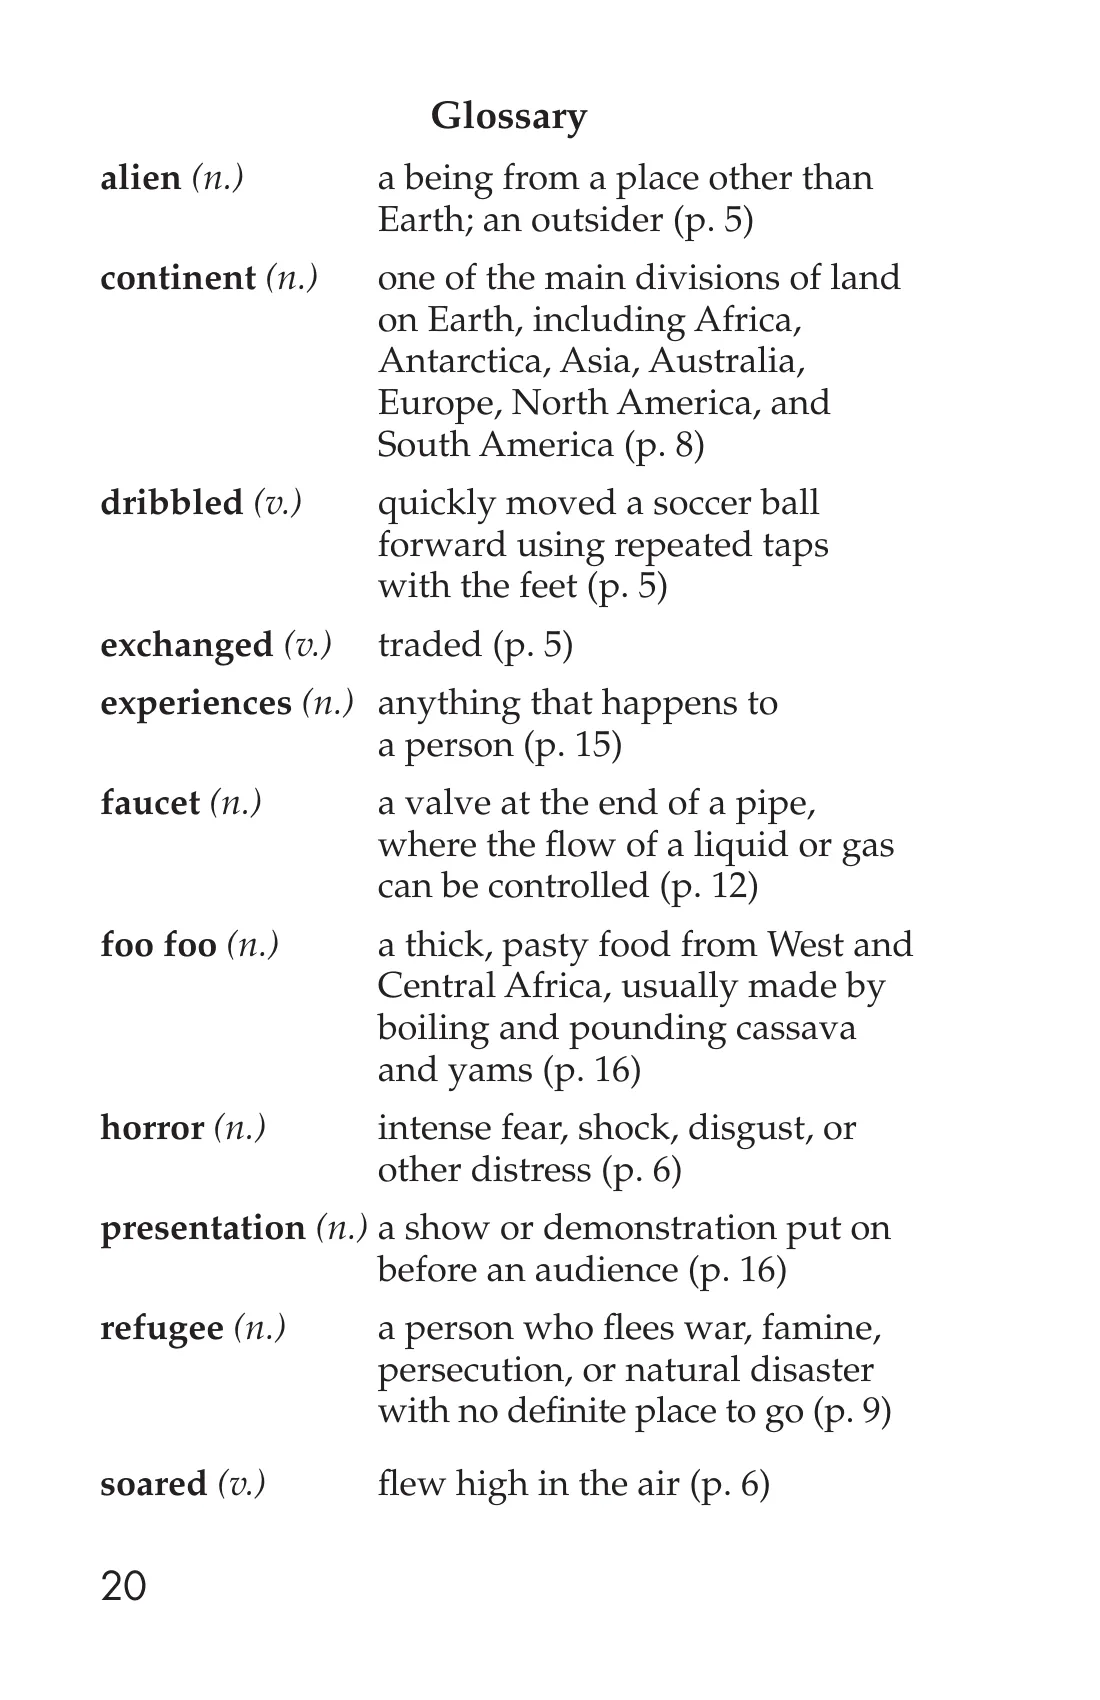 Glossary
alien (n.) a being from a place other than
Earth; an outsider (p. 5)
continent (n.) one of the main divisions of land
on Earth, including Africa,
Antarctica, Asia, Australia,
Europe, North America, and
South America (p. 8)
dribbled (v.) quickly moved a soccer ball
forward using repeated taps
with the feet (p. 5)
exchanged (v.) traded (p. 5)
experiences (n.) anything that happens to
a person (p. 15)
faucet (n.) a valve at the end of a pipe,
where the flow of a liquid or gas
can be controlled (p. 12)
foo foo (n.) a thick, pasty food from West and
Central Africa, usually made by
boiling and pounding cassava
and yams (p. 16)
horror (n.) intense fear, shock, disgust, or
other distress (p. 6)
presentation (n.) a show or demonstration put on
before an audience (p. 16)
refugee (n.) a person who flees war, famine,
persecution, or natural disaster
with no definite place to go (p. 9)
soared (v.) flew high in the air (p. 6)
20